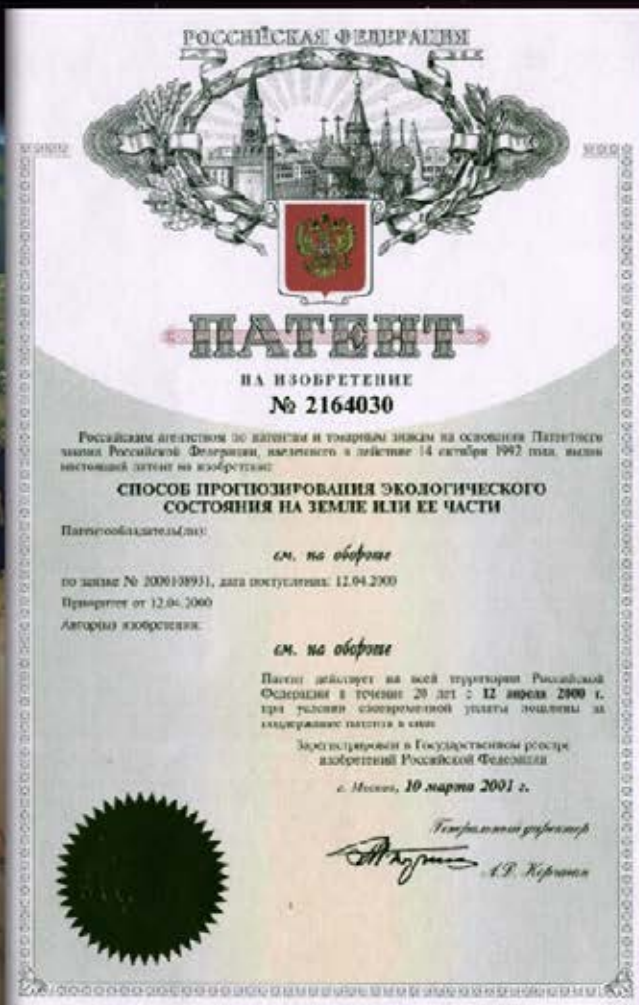 РОССИЙСКАЯ ФЕДЕРАЦИЯ
ПАТЕНТ
НА ИЗОБРЕТЕНИЕ
№ 2164030
Российским агентством по патентам и товарным знакам на основании Патентного
закона Российской Федерации, введенного в действие 14 октября 1992 года, выдан
настоящий патент на изобретение
СПОСОБ ПРОГНОЗИРОВАНИЯ ЭКОЛОГИЧЕСКОГО
СОСТОЯНИЯ НА ЗЕМЛЕ ИЛИ ЕЕ ЧАСТИ
Патентообладатель(ли):
см. на обороте
по заявке № 2000108931, дата поступления: 12.04.2000
Приоритет от 12.04.2000
Автор(ы) изобретения:
см. на обороте
Патент действует на всей территории Российской
Федерации в течение 20 лет с 12 апреля 2000 г.
при условии своевременной уплаты пошлины за
поддержание патента в силе
Зарегистрирован в Государственном реестре
изобретений Российской Федерации
г. Москва, 10 марта 2001 г.
Генеральный директор
А.Д. Корчагин